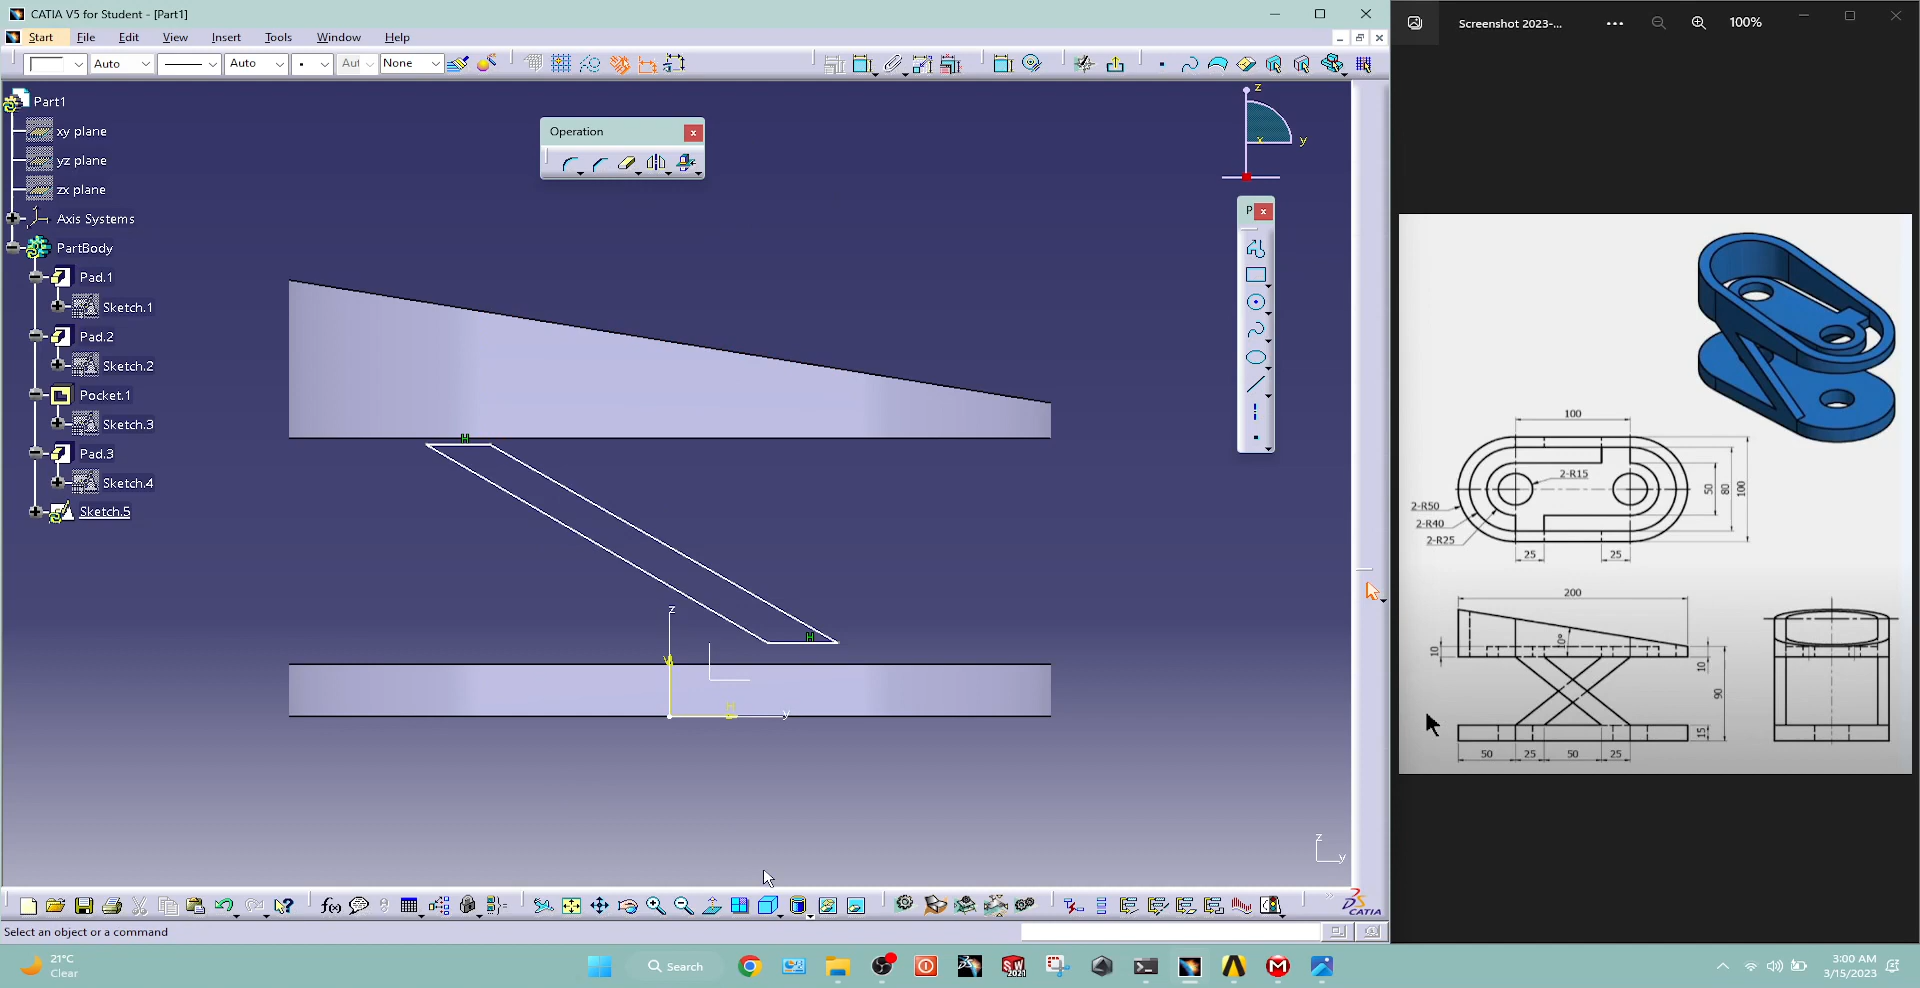 CATIA V5 for Student - [Part1]
Start File Edit View Insert Tools Window Help
Auto Auto Aut None
Part1
xy plane
yz plane
zx plane
Axis Systems
PartBody
Pad.1
Sketch.1
Pad.2
Sketch.2
Pocket.1
Sketch.3
Pad.3
Sketch.4
Sketch.5
Operation
x
z
x
y
P x
H
H
z
V
H
y
z
y
f(x)
CATIA
Select an object or a command
21°C
Clear
Search
SW
2021
3:00 AM
3/15/2023
Screenshot 2023-...
100%
100
2-R15
50
80
100
2-R50
2-R40
2-R25
25
25
200
10
10°
10
90
15
50
25
50
25